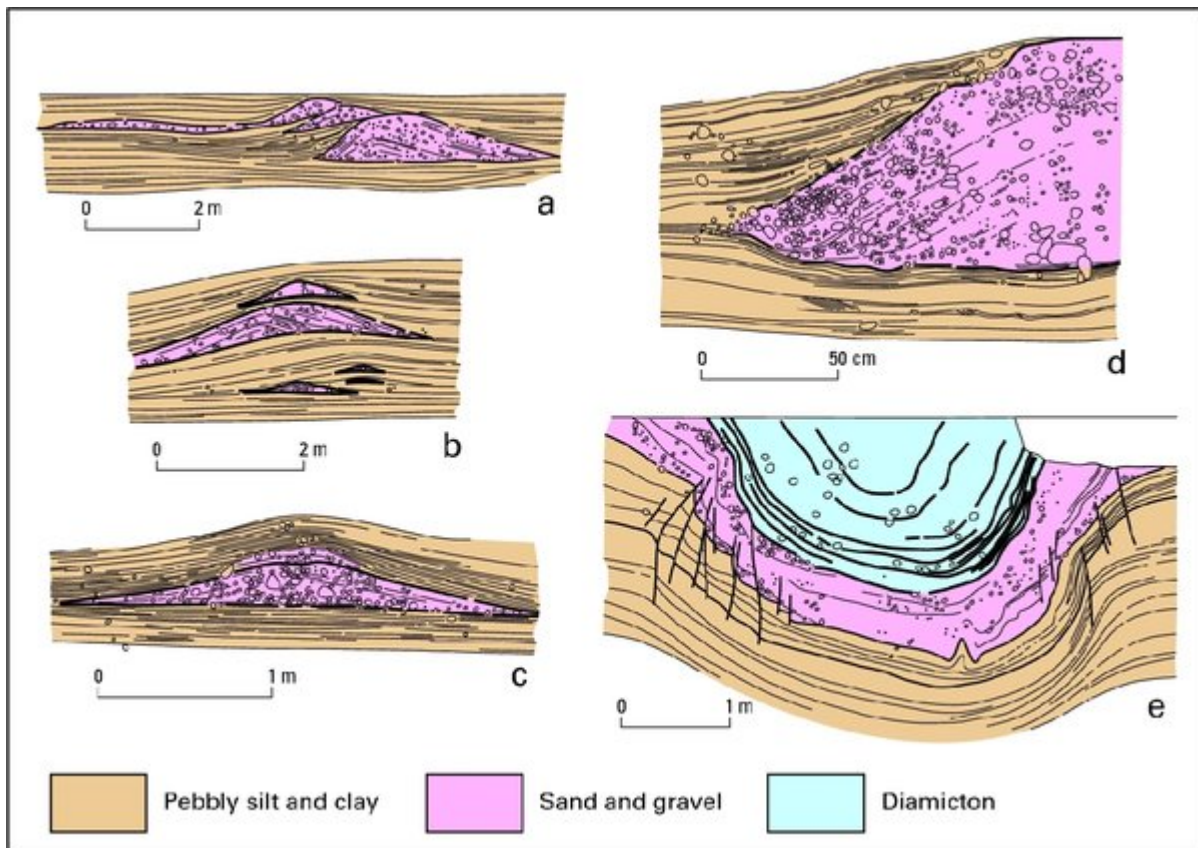 0 2 m a
0 2 m b
0 1 m c
0 50 cm d
0 1 m e
Pebbly silt and clay
Sand and gravel
Diamicton